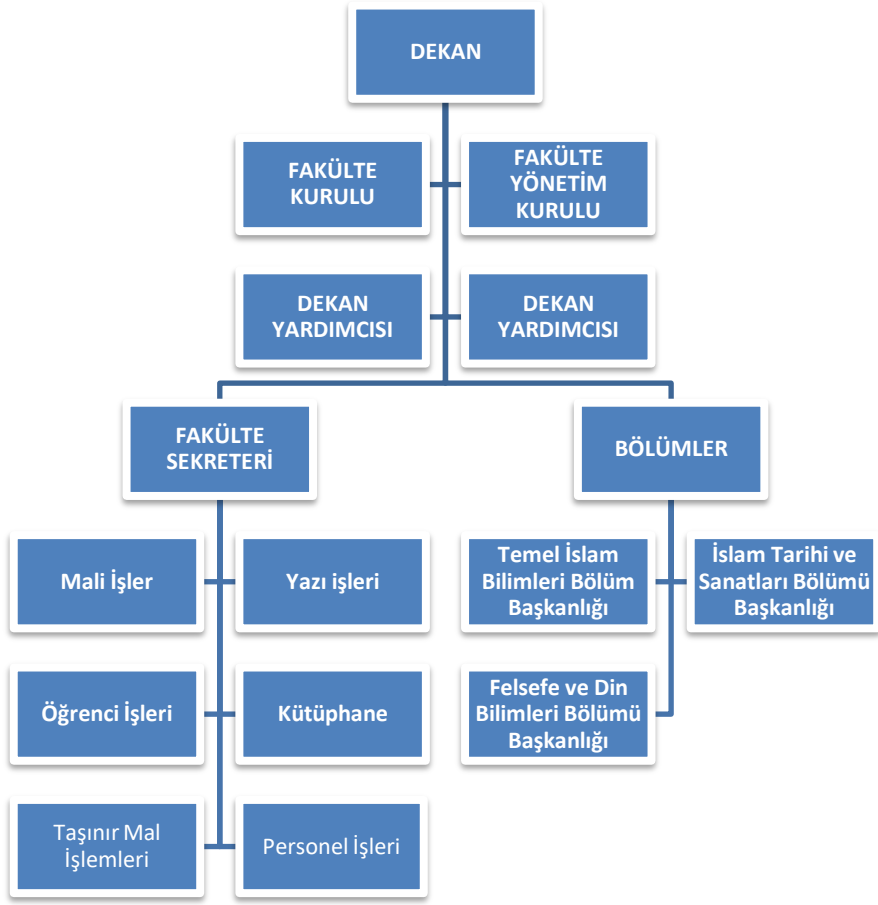 DEKAN
FAKÜLTE
KURULU
FAKÜLTE
YÖNETİM
KURULU
DEKAN
YARDIMCISI
DEKAN
YARDIMCISI
FAKÜLTE
SEKRETERİ
BÖLÜMLER
Mali İşler
Yazı işleri
Temel İslam
Bilimleri Bölüm
Başkanlığı
İslam Tarihi ve
Sanatları Bölümü
Başkanlığı
Öğrenci İşleri
Kütüphane
Felsefe ve Din
Bilimleri Bölümü
Başkanlığı
Taşınır Mal
İşlemleri
Personel İşleri